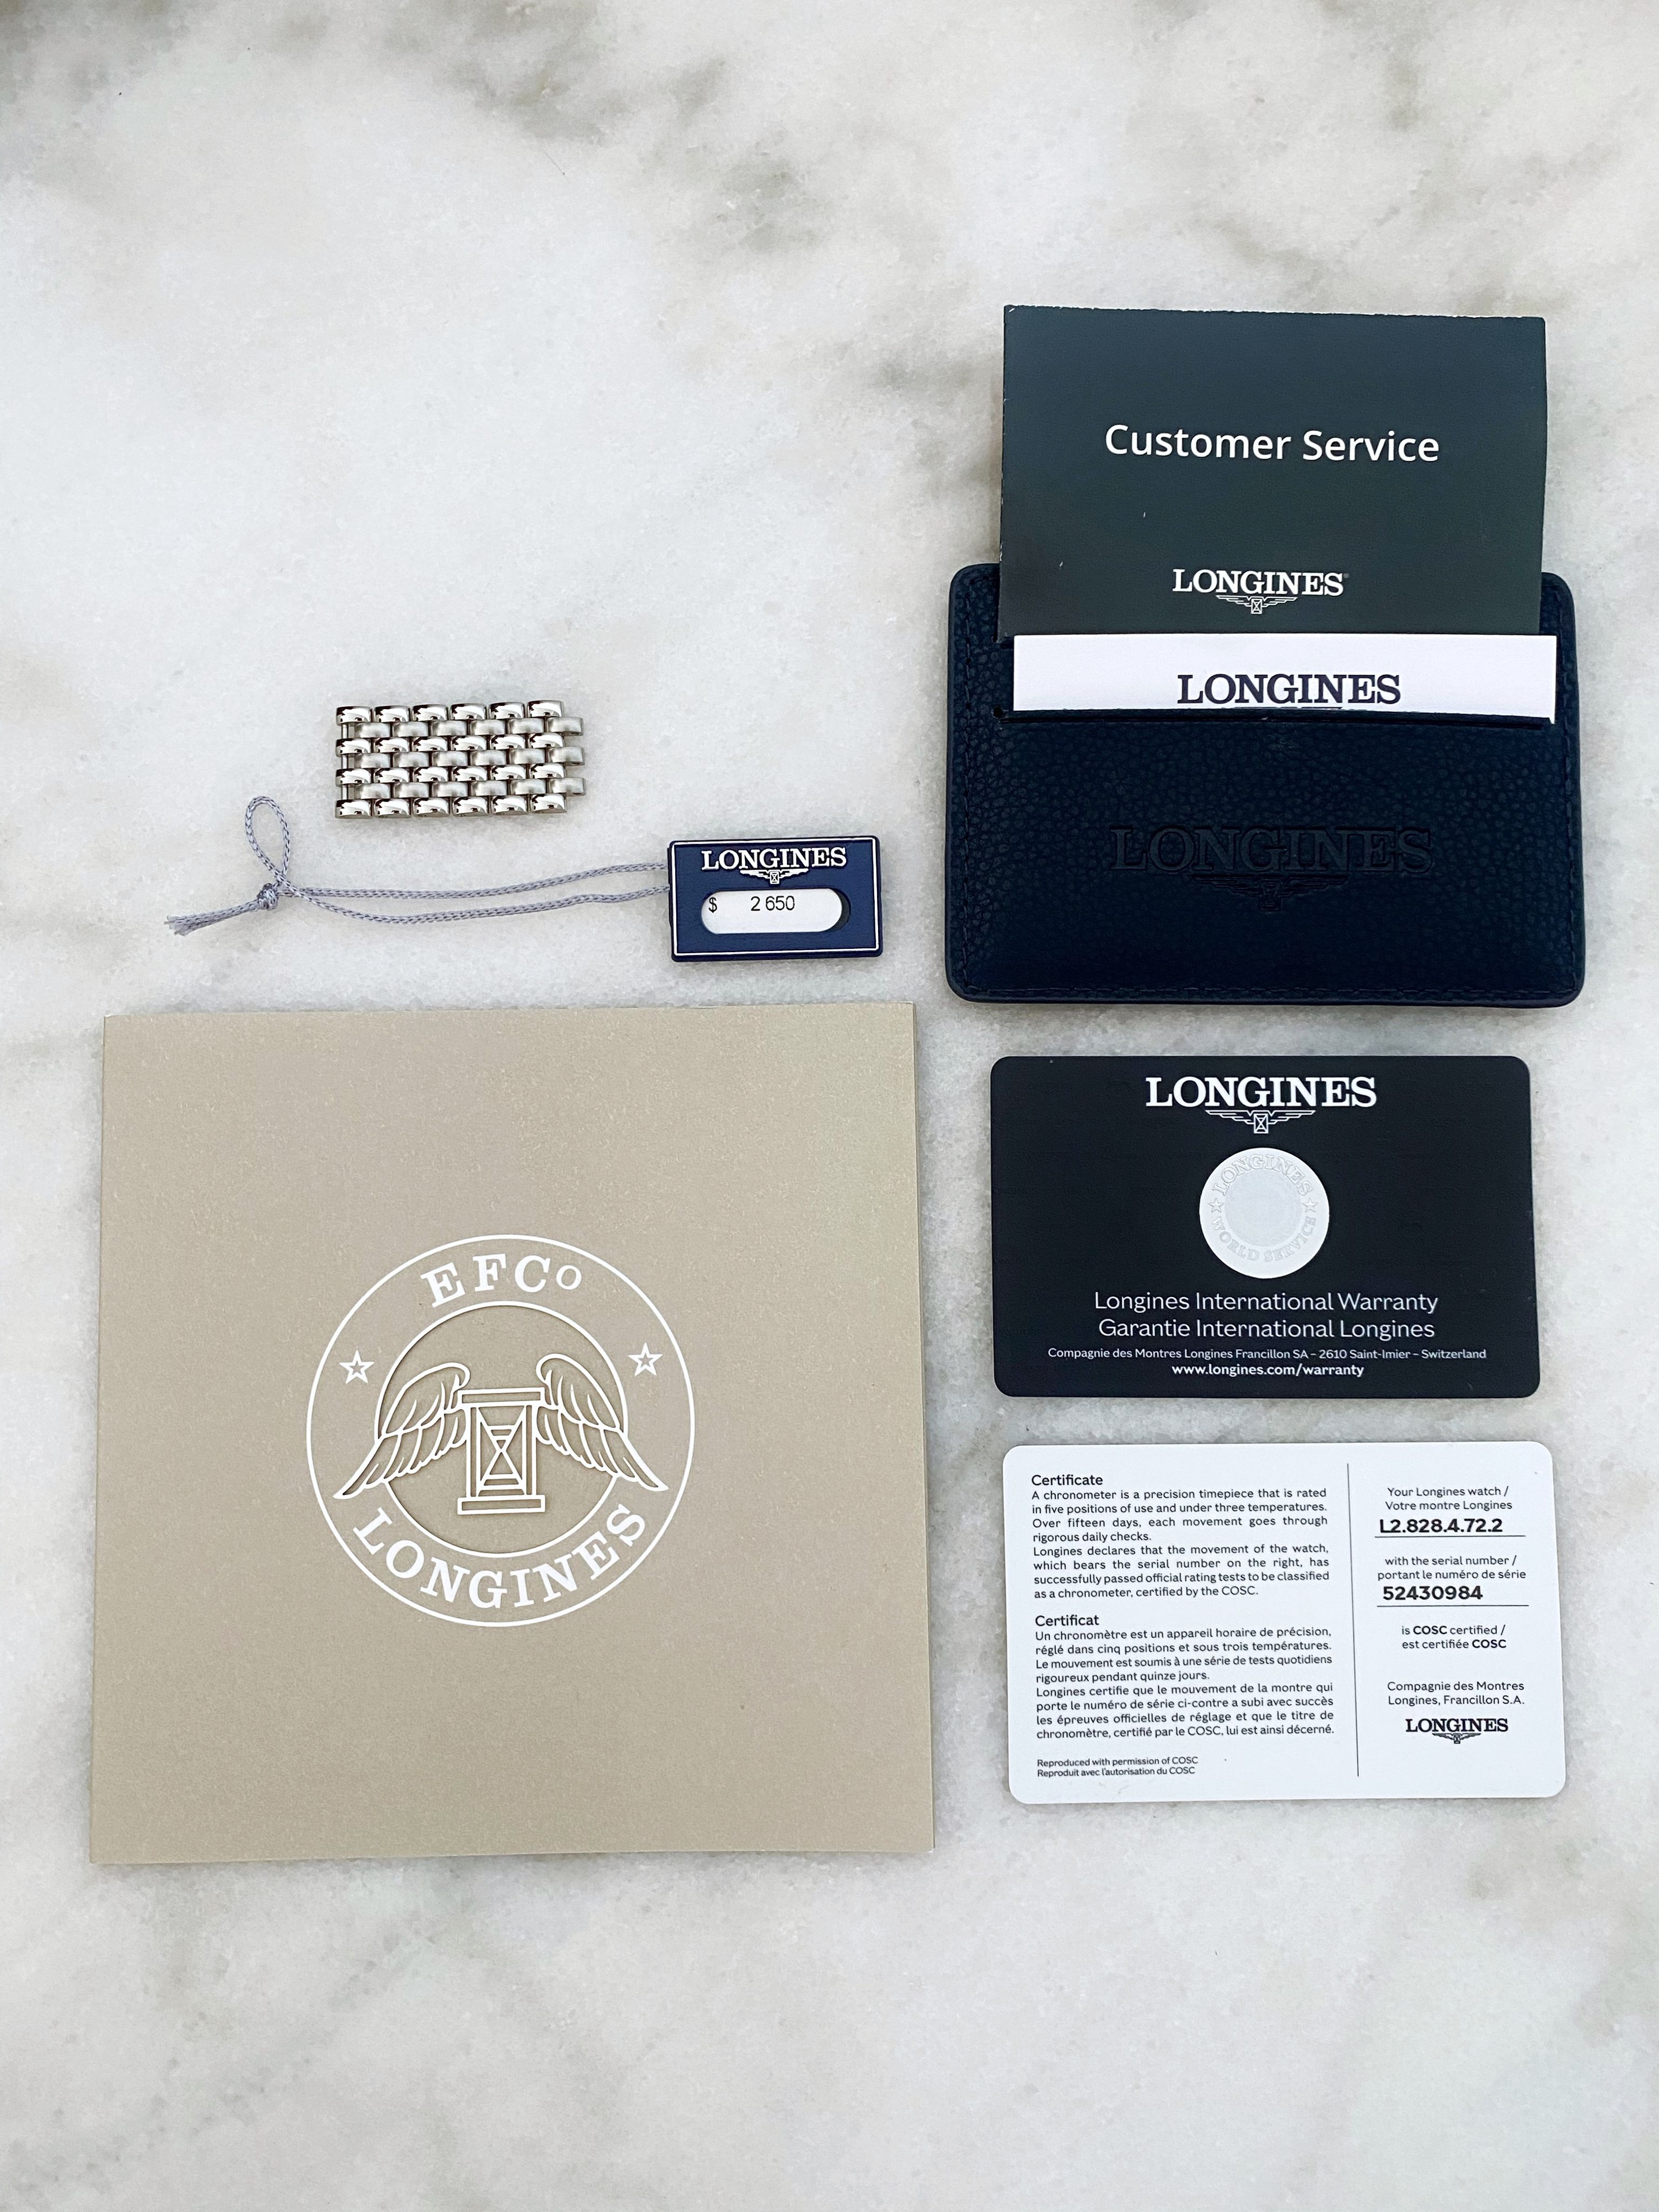 Customer Service
LONGINES
LONGINES
LONGINES
LONGINES
$ 2 650
EFCo
LONGINES
LONGINES
LONGINES
WORLD SERVICE
Longines International Warranty
Garantie International Longines
Compagnie des Montres Longines Francillon SA – 2610 Saint-Imier – Switzerland
www.longines.com/warranty
Certificate
A chronometer is a precision timepiece that is rated
in five positions of use and under three temperatures.
Over fifteen days, each movement goes through
rigorous daily checks.
Longines declares that the movement of the watch,
which bears the serial number on the right, has
successfully passed official rating tests to be classified
as a chronometer, certified by the COSC.
Certificat
Un chronomètre est un appareil horaire de précision,
réglé dans cinq positions et sous trois températures.
Le mouvement est soumis à une série de tests quotidiens
rigoureux pendant quinze jours.
Longines certifie que le mouvement de la montre qui
porte le numéro de série ci-contre a subi avec succès
les épreuves officielles de réglage et que le titre de
chronomètre, certifié par le COSC, lui est ainsi décerné.
Reproduced with permission of COSC
Reproduit avec l'autorisation du COSC
Your Longines watch /
Votre montre Longines
L2.828.4.72.2
with the serial number /
portant le numéro de série
52430984
is COSC certified /
est certifiée COSC
Compagnie des Montres
Longines, Francillon S.A.
LONGINES